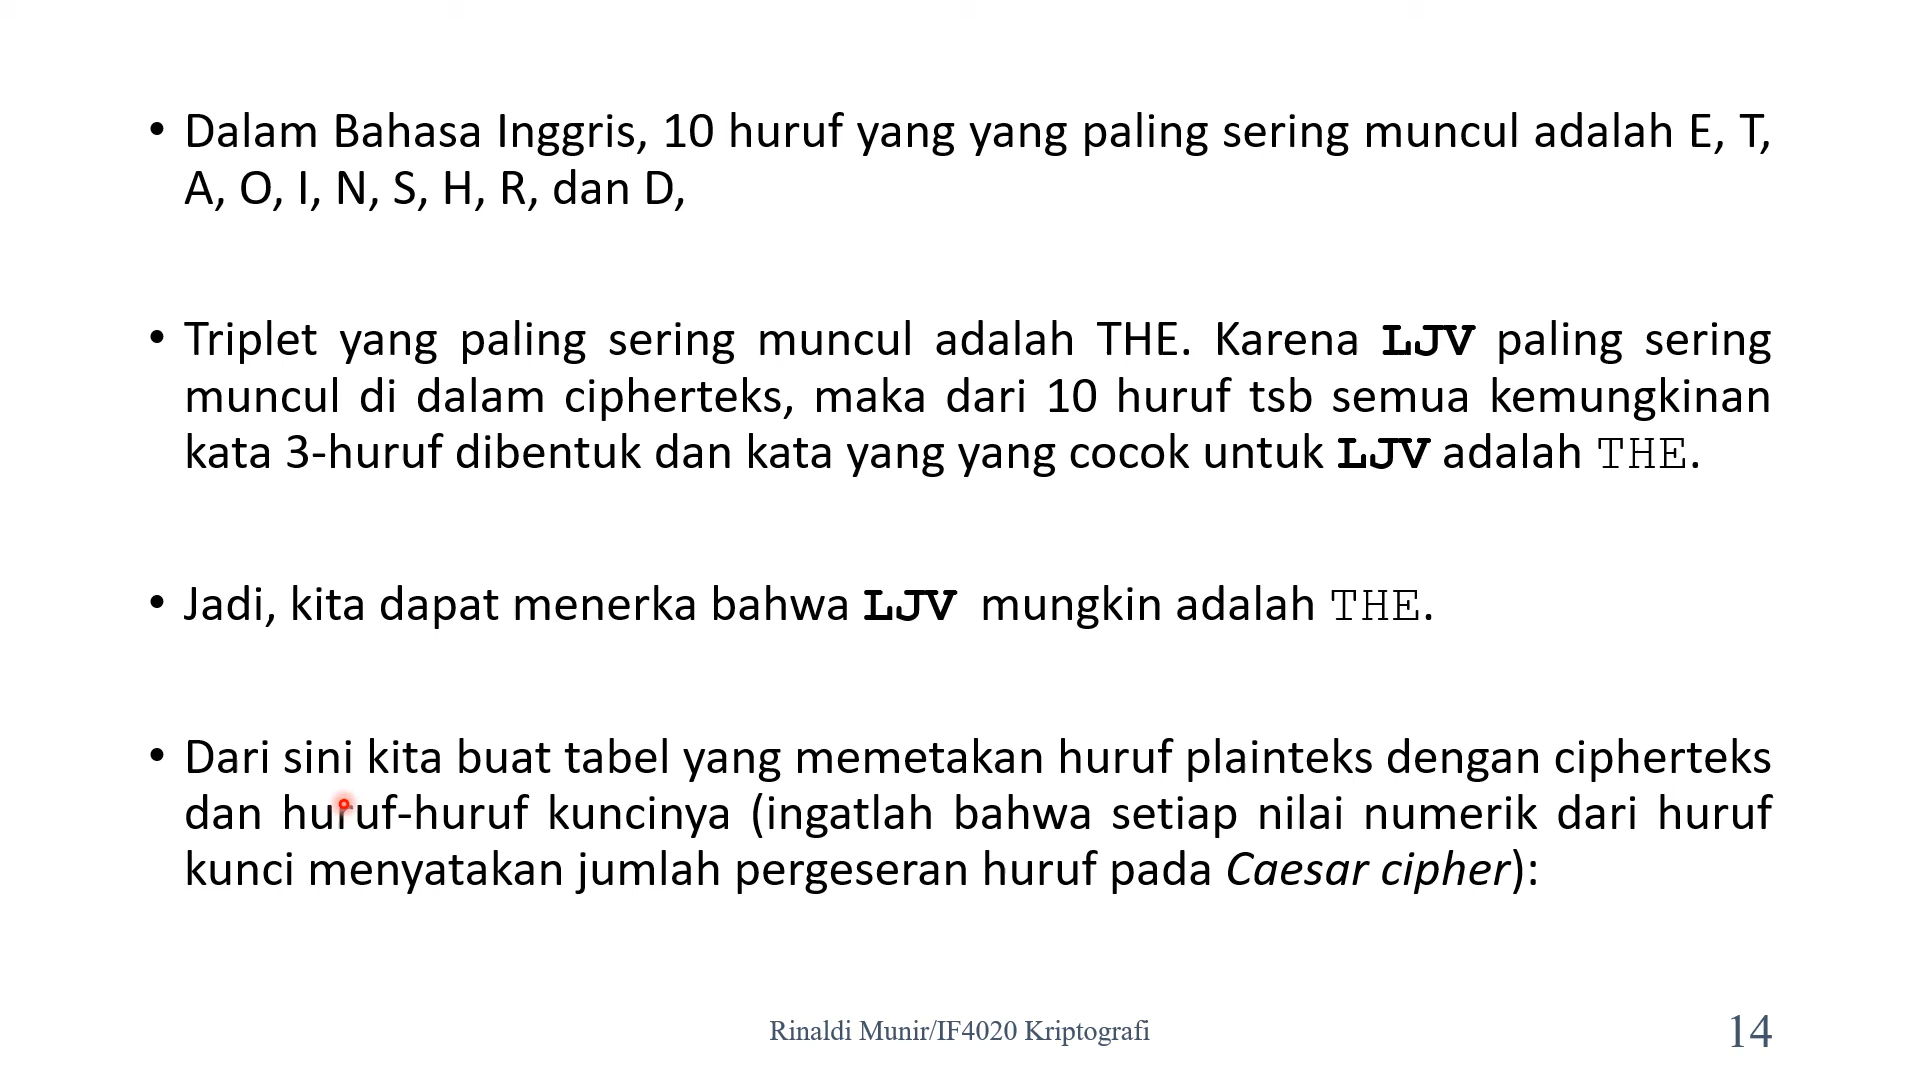 • Dalam Bahasa Inggris, 10 huruf yang yang paling sering muncul adalah E, T,
A, O, I, N, S, H, R, dan D,
• Triplet yang paling sering muncul adalah THE. Karena LJV paling sering
muncul di dalam cipherteks, maka dari 10 huruf tsb semua kemungkinan
kata 3-huruf dibentuk dan kata yang yang cocok untuk LJV adalah THE.
• Jadi, kita dapat menerka bahwa LJV mungkin adalah THE.
• Dari sini kita buat tabel yang memetakan huruf plainteks dengan cipherteks
dan huruf-huruf kuncinya (ingatlah bahwa setiap nilai numerik dari huruf
kunci menyatakan jumlah pergeseran huruf pada Caesar cipher):
Rinaldi Munir/IF4020 Kriptografi
14